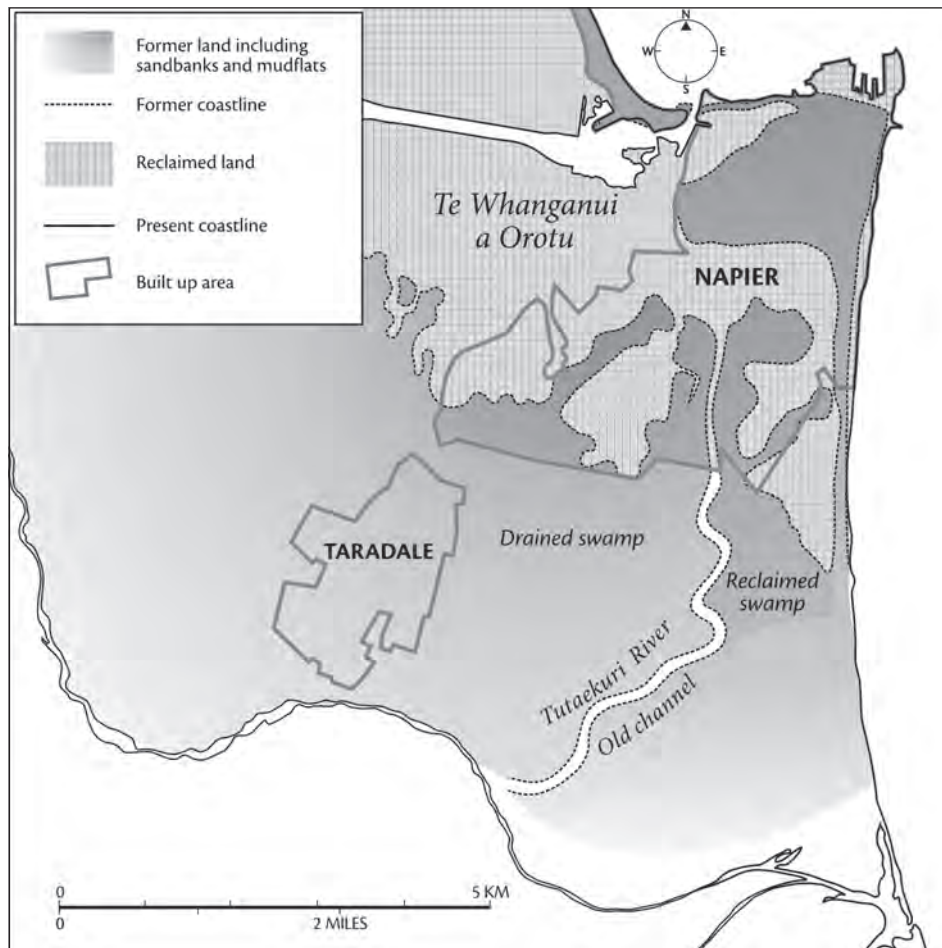 Former land including
sandbanks and mudflats
Former coastline
Reclaimed land
Present coastline
Built up area
N
W
E
S
Te Whanganui
a Orotu
NAPIER
TARADALE
Drained swamp
Reclaimed
swamp
Tutaekuri River
Old channel
0
5 KM
0
2 MILES